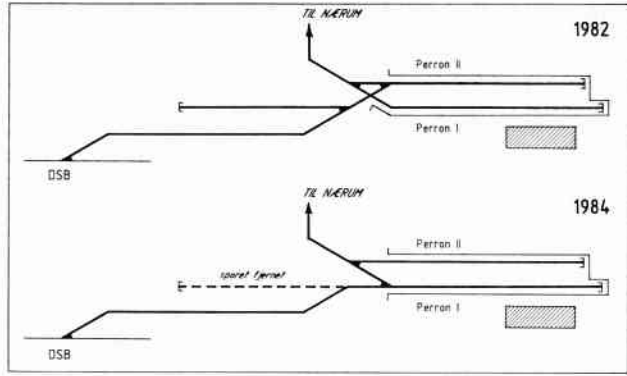 TIL NÆRUM
1982
Perron II
Perron I
DSB
TIL NÆRUM
1984
Perron II
sporet fjernet
Perron I
DSB